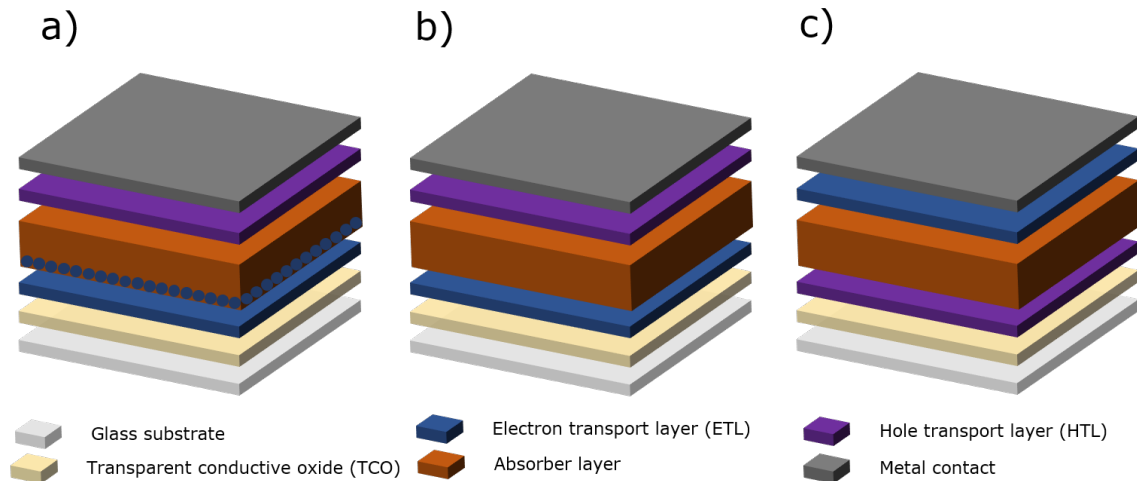 a)
b)
c)
Glass substrate
Electron transport layer (ETL)
Hole transport layer (HTL)
Transparent conductive oxide (TCO)
Absorber layer
Metal contact